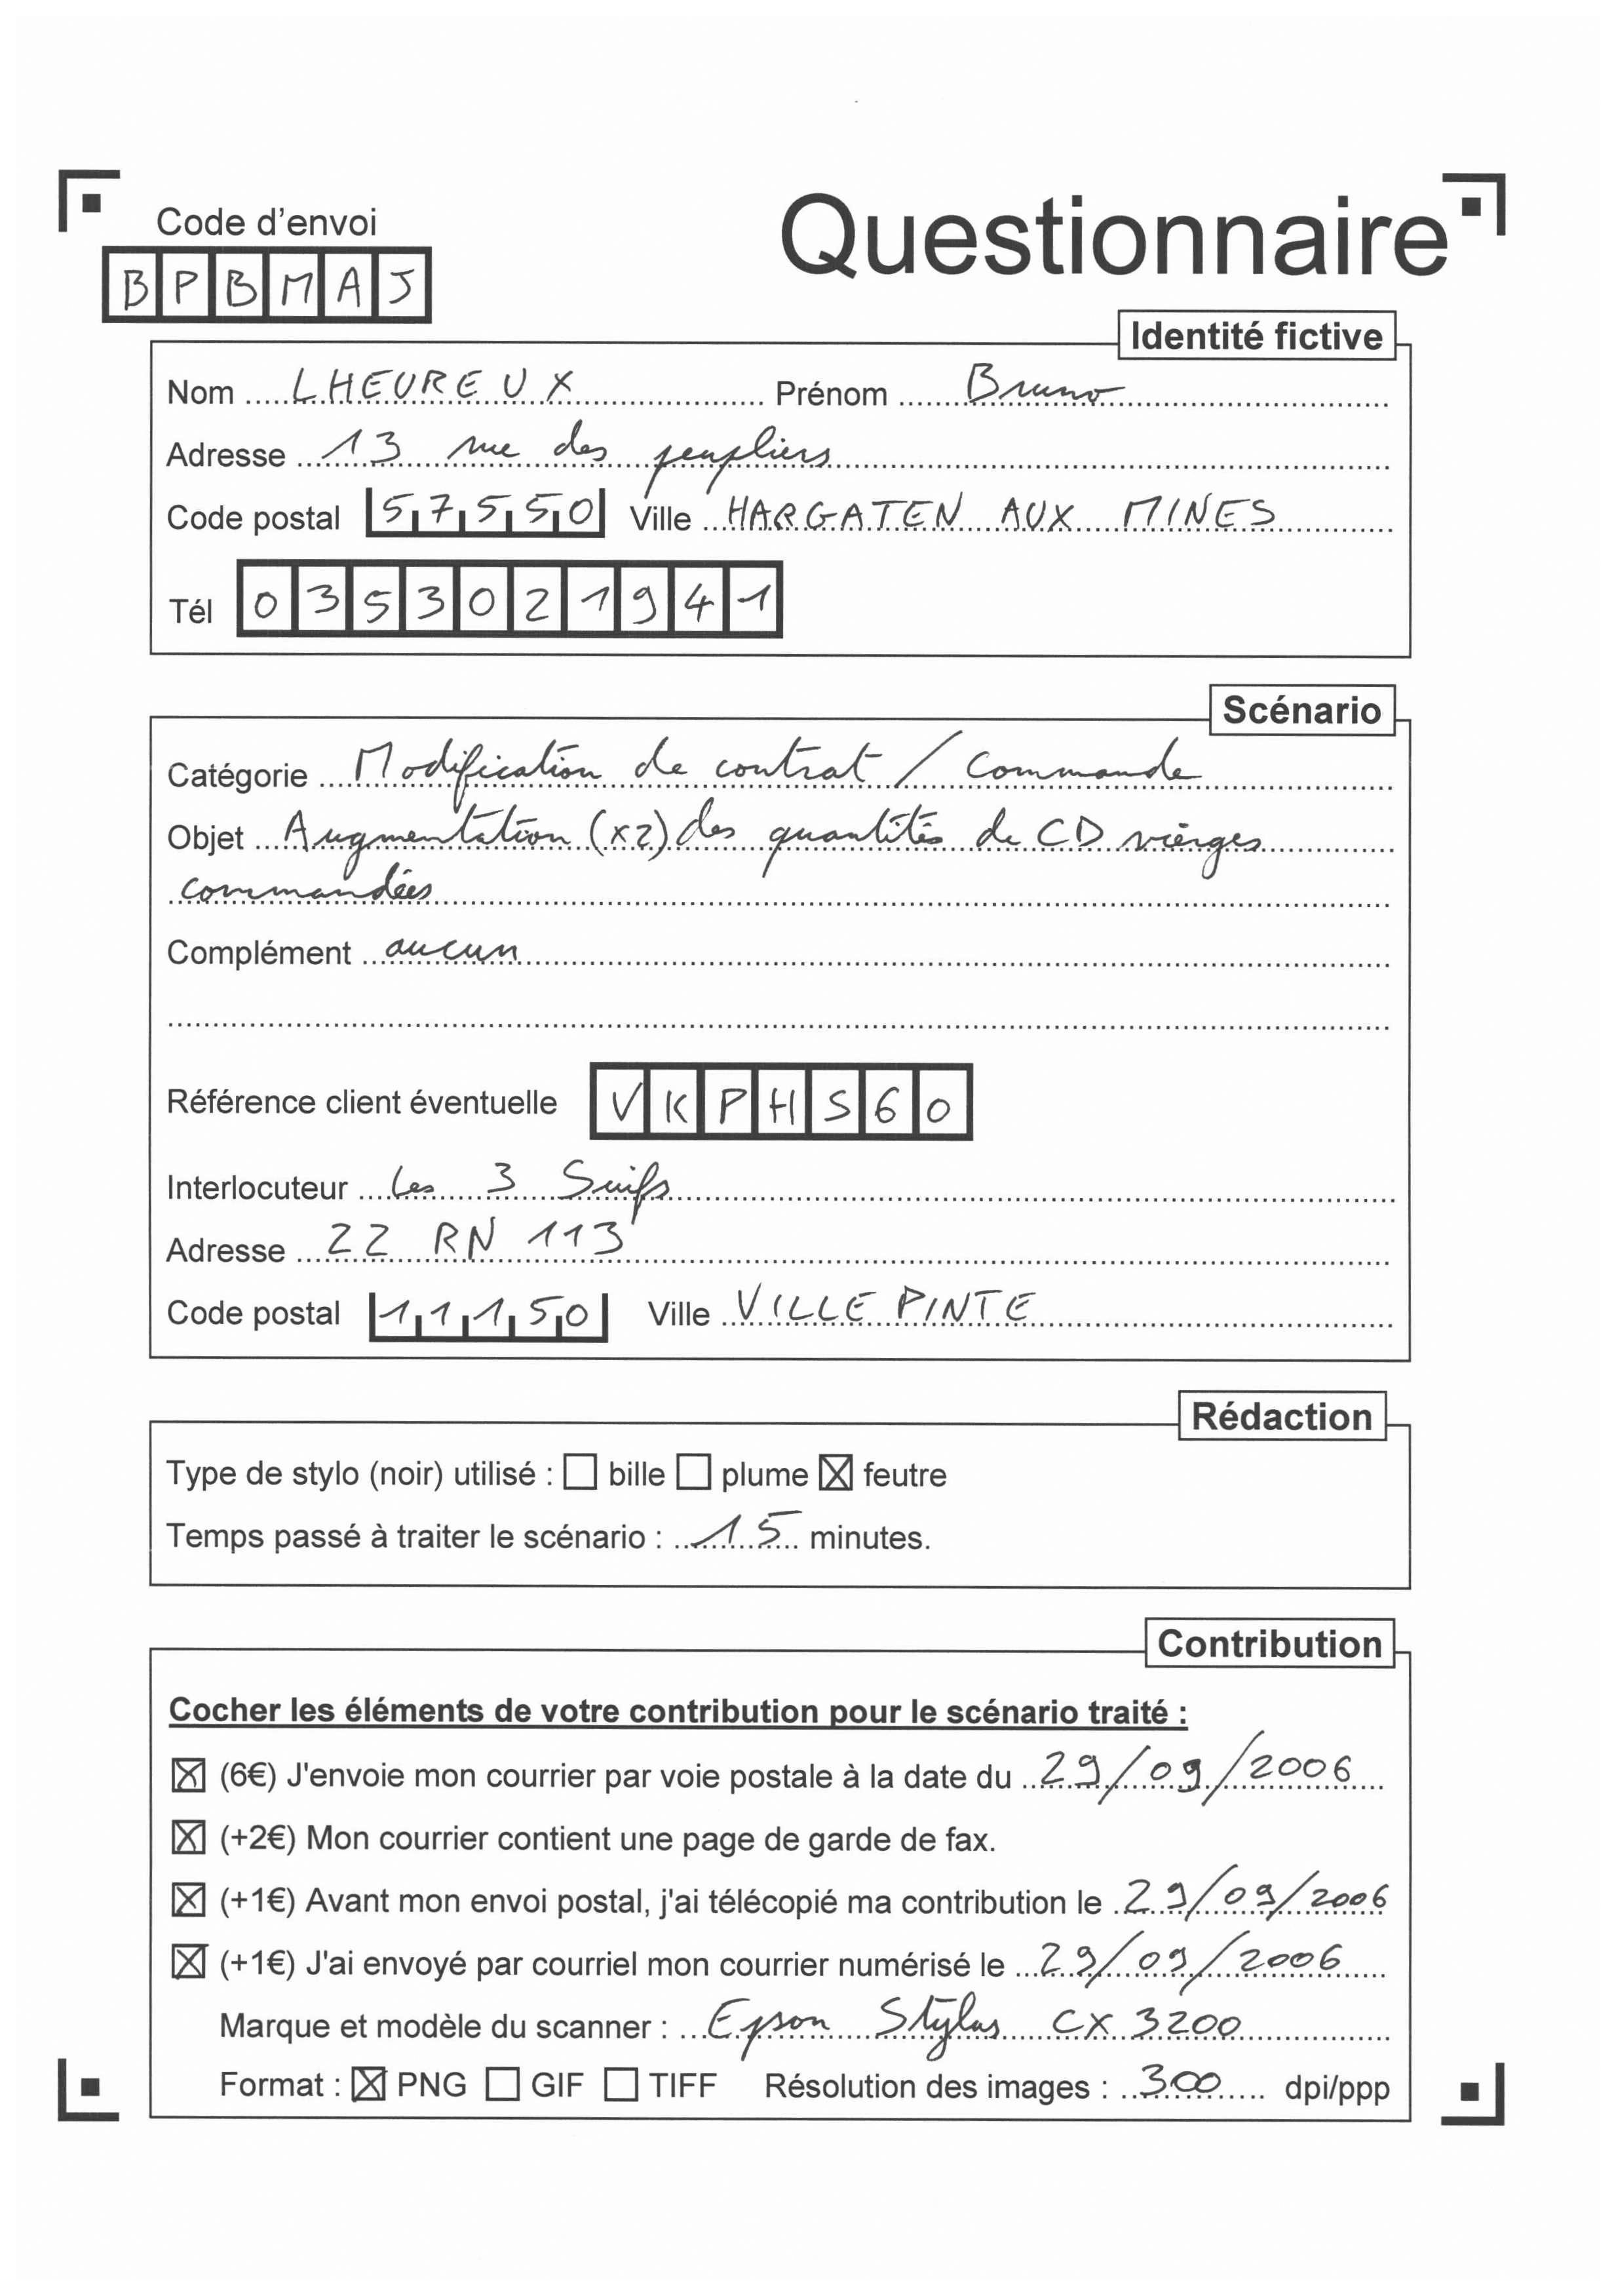 Code d'envoi
Questionnaire
BPBMAJ
Identité fictive
Nom LHEUREUX Prénom Bruno
Adresse 13 rue des peupliers
Code postal 57550 Ville HARGATEN AUX MINES
Tél 0353021941
Scénario
Catégorie Modification de contrat / Commande
Objet Augmentation (x2) des quantités de CD vierges
commandées
Complément aucun
Référence client éventuelle VKPHS60
Interlocuteur Les 3 Suifs
Adresse 22 RN 113
Code postal 11150 Ville VILLE PINTE
Rédaction
Type de stylo (noir) utilisé : ☐ bille ☐ plume ☒ feutre
Temps passé à traiter le scénario : 15 minutes.
Contribution
Cocher les éléments de votre contribution pour le scénario traité :
☒ (6€) J'envoie mon courrier par voie postale à la date du 29/09/2006
☒ (+2€) Mon courrier contient une page de garde de fax.
☒ (+1€) Avant mon envoi postal, j'ai télécopié ma contribution le 29/09/2006
☒ (+1€) J'ai envoyé par courriel mon courrier numérisé le 29/09/2006
Marque et modèle du scanner : Epson Stylus CX 3200
Format : ☒ PNG ☐ GIF ☐ TIFF Résolution des images : 300 dpi/ppp